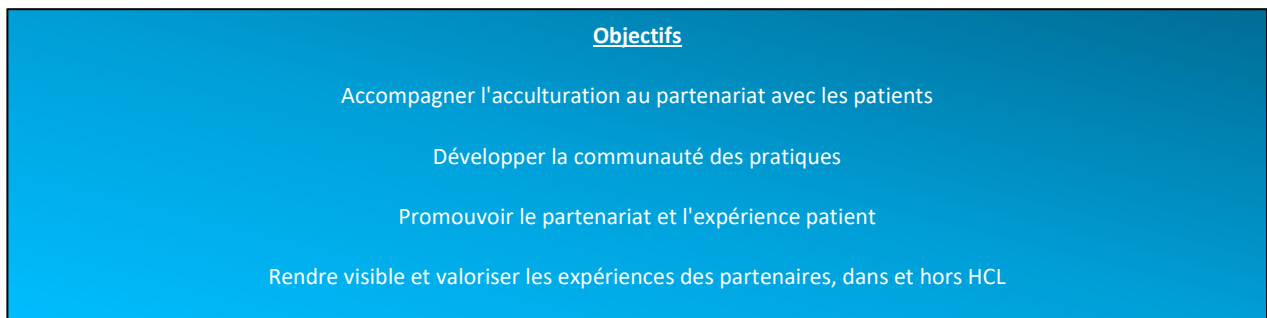 Objectifs
Accompagner l'acculturation au partenariat avec les patients
Développer la communauté des pratiques
Promouvoir le partenariat et l'expérience patient
Rendre visible et valoriser les expériences des partenaires, dans et hors HCL